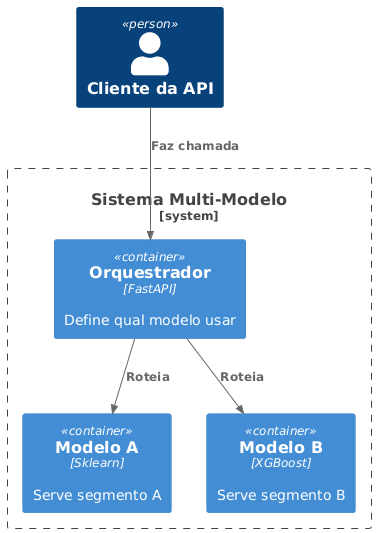 «person»
Cliente da API
Faz chamada
Sistema Multi-Modelo
[system]
«container»
Orquestrador
[FastAPI]
Define qual modelo usar
Roteia
Roteia
«container»
Modelo A
[Sklearn]
Serve segmento A
«container»
Modelo B
[XGBoost]
Serve segmento B